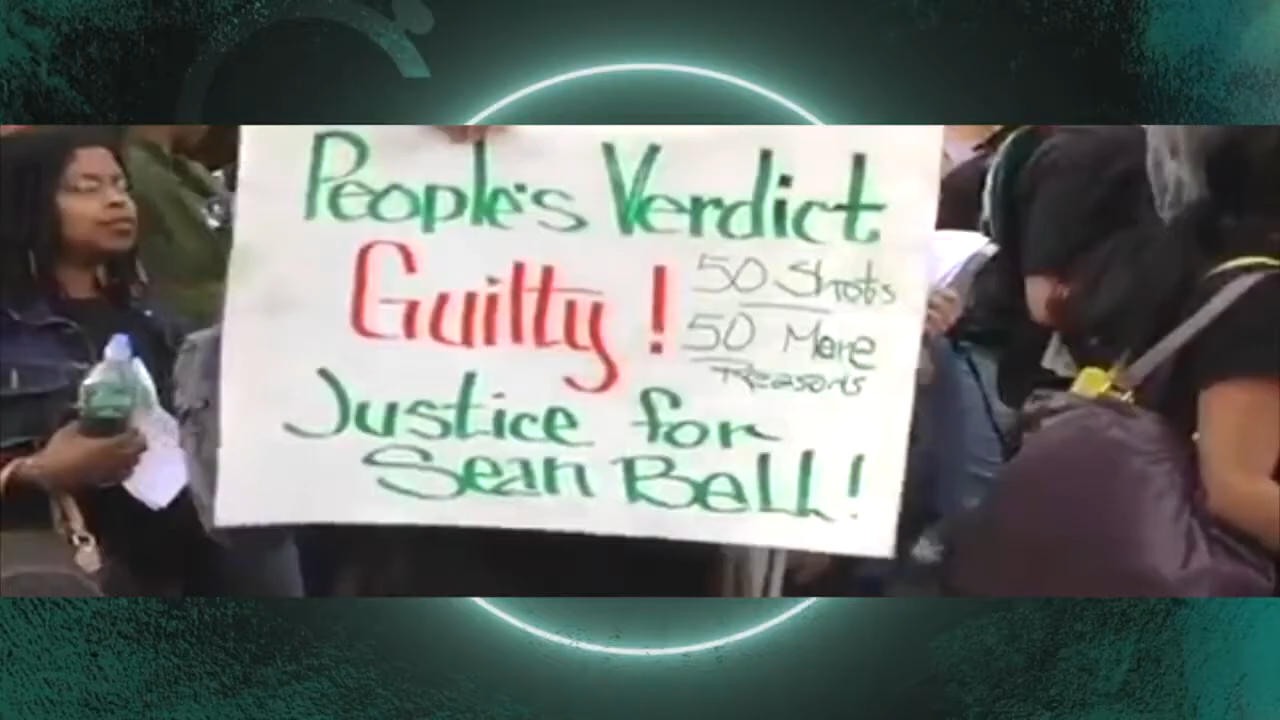 People's Verdict
Guilty!
50 Shots
50 More
Reasons
Justice for
Sean Bell!